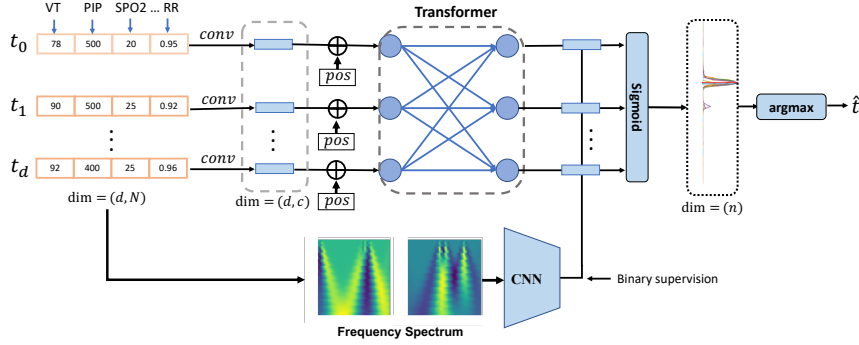 VT PIP SPO2 ... RR
Transformer
t₀ 78 500 20 0.95 conv
pos
t₁ 90 500 25 0.92 conv
pos
t_d 92 400 25 0.96 conv
pos
Sigmoid
argmax t̂
dim = (d, N)
dim = (d, c)
dim = (n)
CNN
Binary supervision
Frequency Spectrum